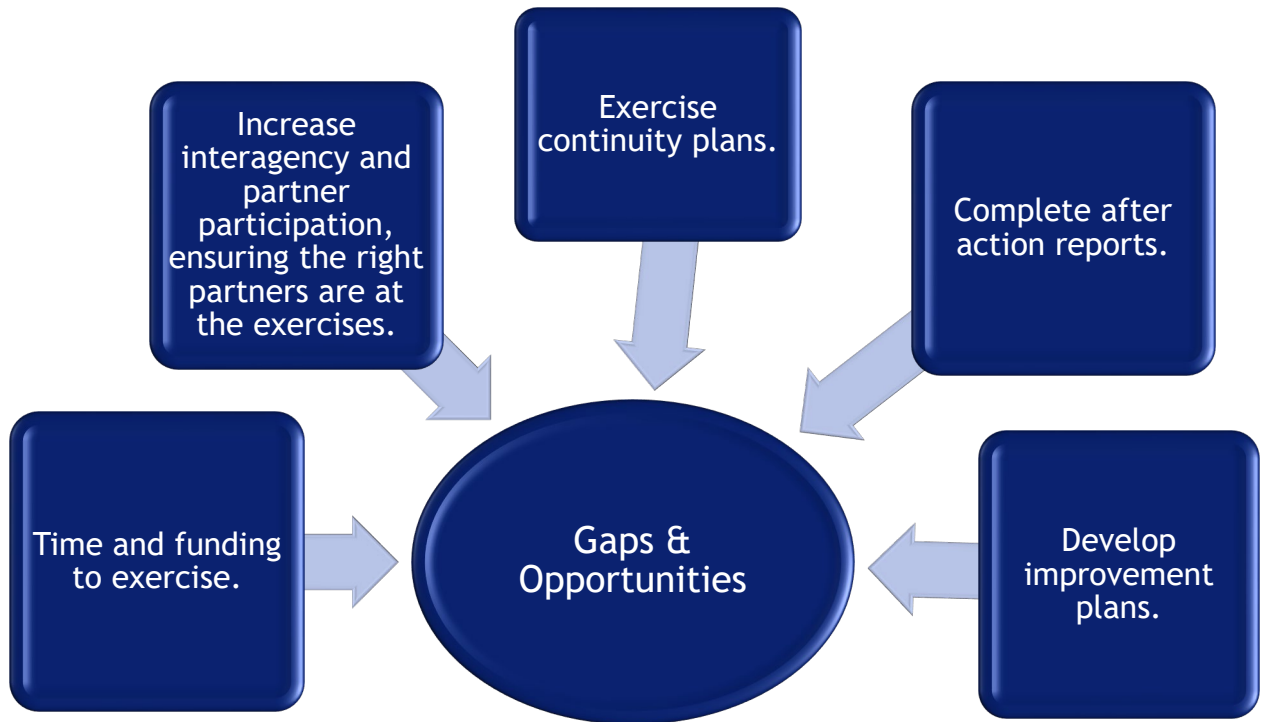 Time and funding
to exercise.
Increase
interagency and
partner
participation,
ensuring the right
partners are at
the exercises.
Exercise
continuity plans.
Complete after
action reports.
Develop
improvement
plans.
Gaps &
Opportunities